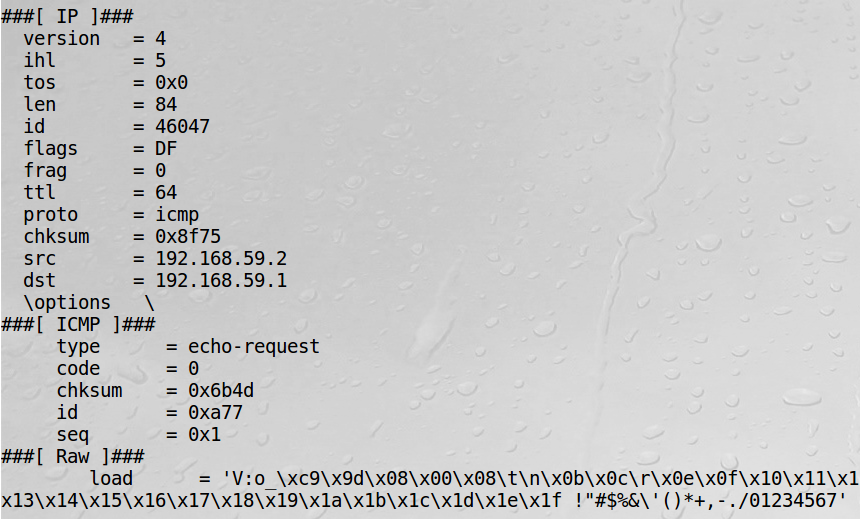 ###[ IP ]###
  version   = 4
  ihl       = 5
  tos       = 0x0
  len       = 84
  id        = 46047
  flags     = DF
  frag      = 0
  ttl       = 64
  proto     = icmp
  chksum    = 0x8f75
  src       = 192.168.59.2
  dst       = 192.168.59.1
  \options   \
###[ ICMP ]###
     type      = echo-request
     code      = 0
     chksum    = 0x6b4d
     id        = 0xa77
     seq       = 0x1
###[ Raw ]###
        load      = 'V:o_\xc9\x9d\x08\x00\x08\t\n\x0b\x0c\r\x0e\x0f\x10\x11\x1
x13\x14\x15\x16\x17\x18\x19\x1a\x1b\x1c\x1d\x1e\x1f !"#$%&\'()*+,-./01234567'